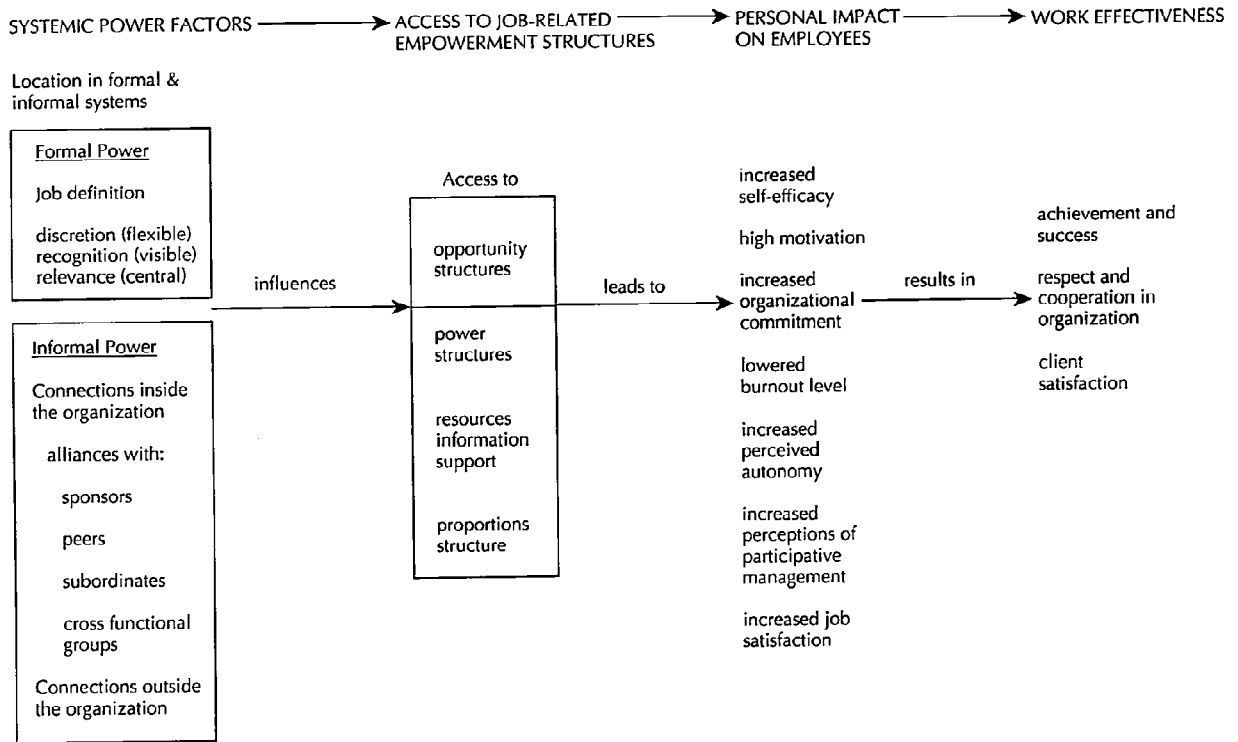 SYSTEMIC POWER FACTORS
ACCESS TO JOB-RELATED
EMPOWERMENT STRUCTURES
PERSONAL IMPACT
ON EMPLOYEES
WORK EFFECTIVENESS
Location in formal &
informal systems
Formal Power
Job definition
discretion (flexible)
recognition (visible)
relevance (central)
Informal Power
Connections inside
the organization
alliances with:
sponsors
peers
subordinates
cross functional
groups
Connections outside
the organization
influences
Access to
opportunity
structures
power
structures
resources
information
support
proportions
structure
leads to
increased
self-efficacy
high motivation
increased
organizational
commitment
lowered
burnout level
increased
perceived
autonomy
increased
perceptions of
participative
management
increased job
satisfaction
results in
achievement and
success
respect and
cooperation in
organization
client
satisfaction